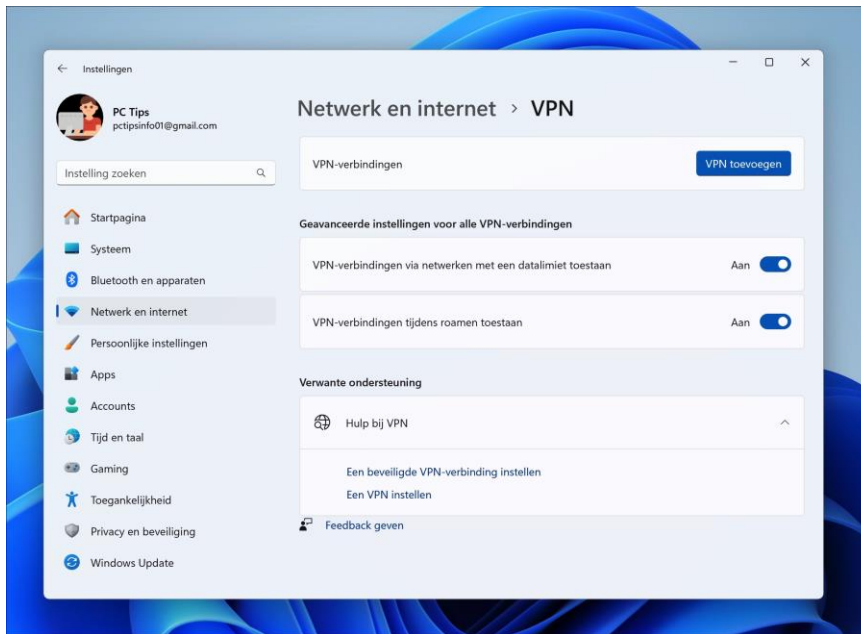 Instellingen
PC Tips
pctipsinfo01@gmail.com
Instelling zoeken
Startpagina
Systeem
Bluetooth en apparaten
Netwerk en internet
Persoonlijke instellingen
Apps
Accounts
Tijd en taal
Gaming
Toegankelijkheid
Privacy en beveiliging
Windows Update
Netwerk en internet > VPN
VPN-verbindingen VPN toevoegen
Geavanceerde instellingen voor alle VPN-verbindingen
VPN-verbindingen via netwerken met een datalimiet toestaan Aan
VPN-verbindingen tijdens roamen toestaan Aan
Verwante ondersteuning
Hulp bij VPN
Een beveiligde VPN-verbinding instellen
Een VPN instellen
Feedback geven